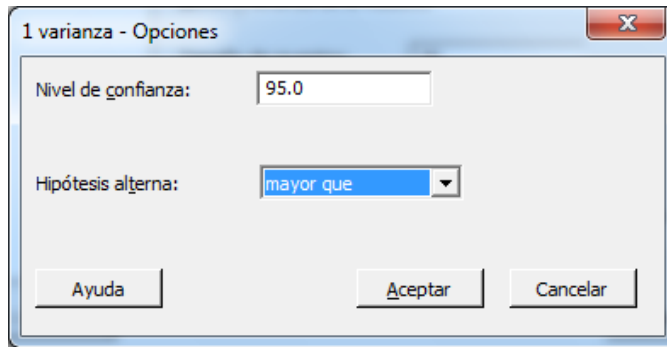 1 varianza - Opciones
Nivel de confianza: 95.0
Hipótesis alterna: mayor que
Ayuda Aceptar Cancelar